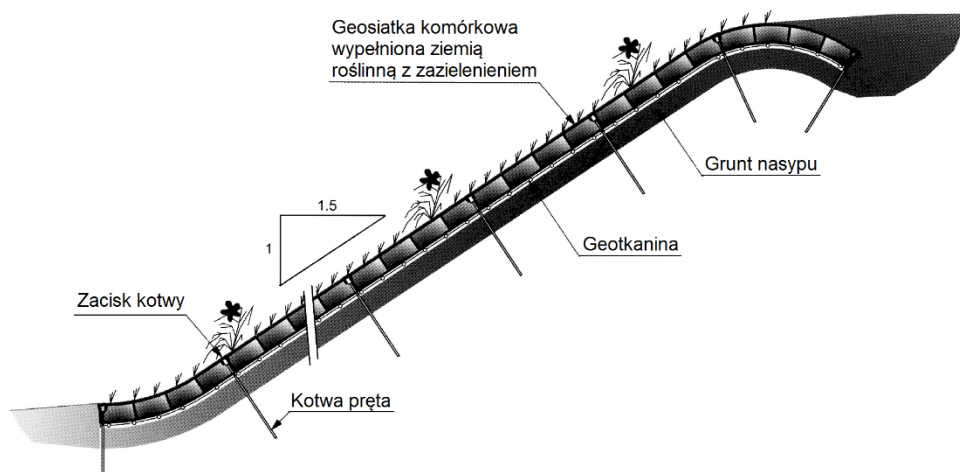 Geosiatka komórkowa
wypełniona ziemią
roślinną z zazielenieniem
Grunt nasypu
1.5
1
Geotkanina
Zacisk kotwy
Kotwa pręta